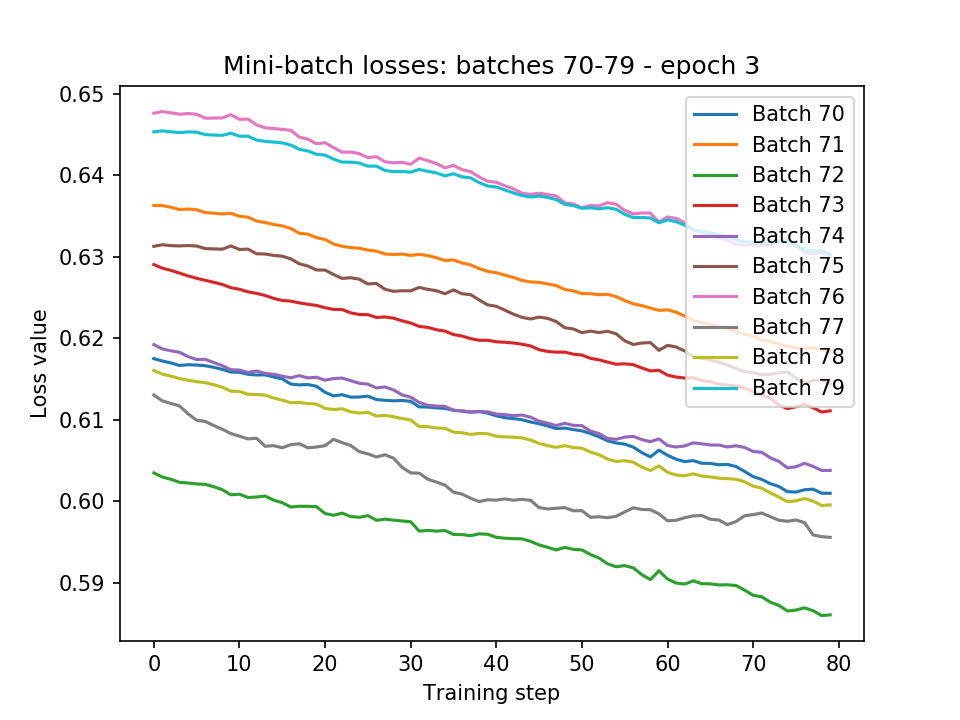 Mini-batch losses: batches 70-79 - epoch 3
0.65
0.64
0.63
0.62
0.61
0.60
0.59
Loss value
Batch 70
Batch 71
Batch 72
Batch 73
Batch 74
Batch 75
Batch 76
Batch 77
Batch 78
Batch 79
0 10 20 30 40 50 60 70 80
Training step